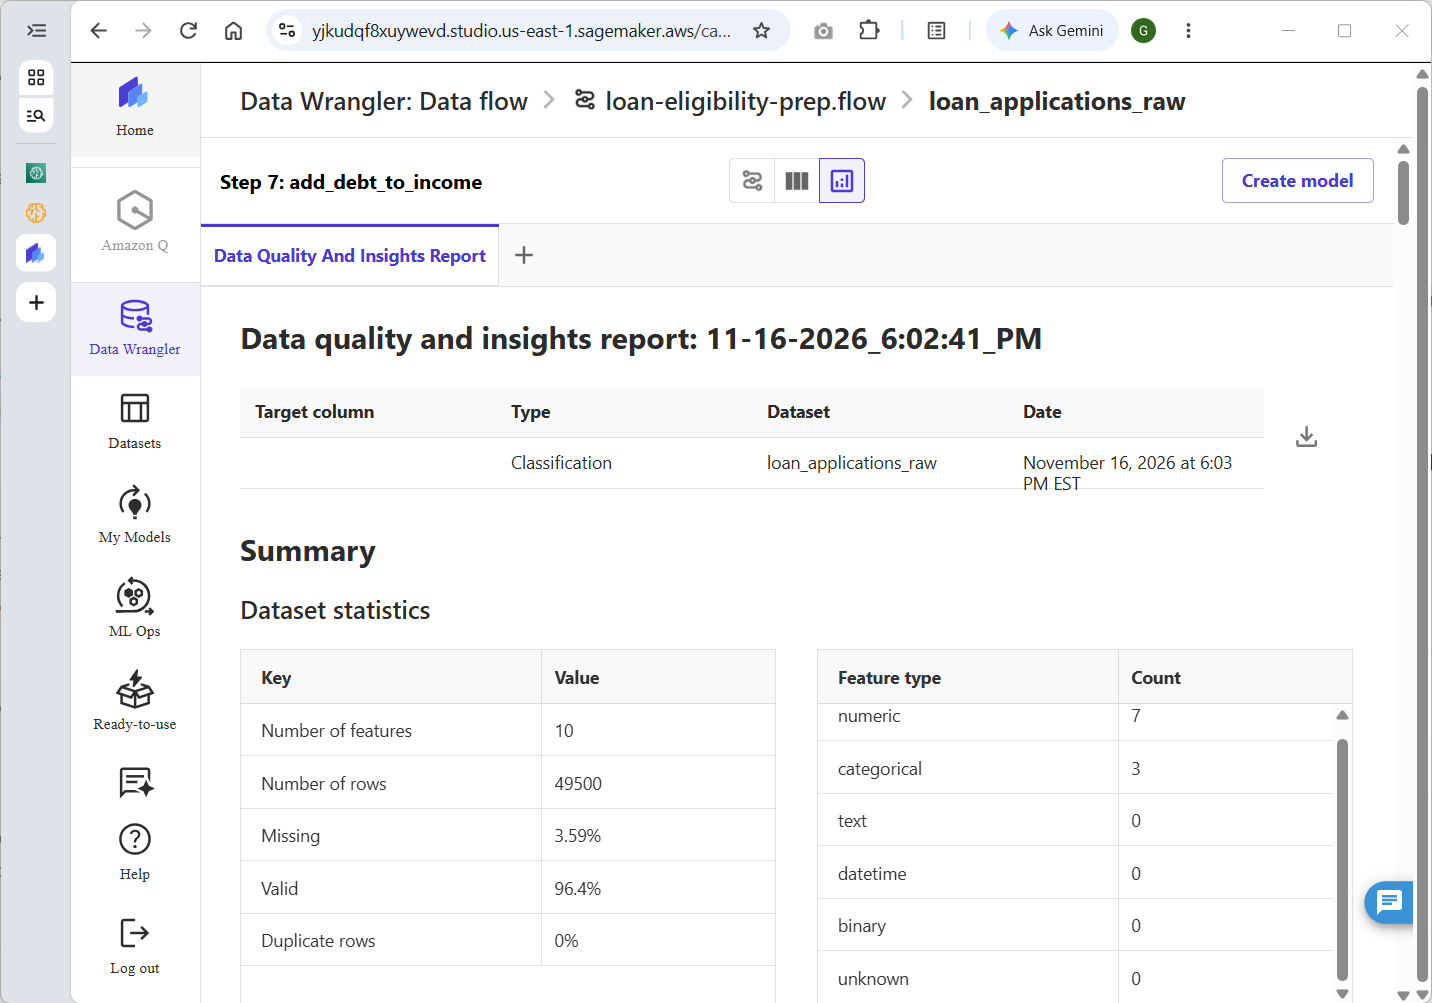 yjkudqf8xuywevd.studio.us-east-1.sagemaker.aws/ca...
Ask Gemini
G
Home
Amazon Q
Data Wrangler
Datasets
My Models
ML Ops
Ready-to-use
Help
Log out
Data Wrangler: Data flow
loan-eligibility-prep.flow
loan_applications_raw
Step 7: add_debt_to_income
Create model
Data Quality And Insights Report
Data quality and insights report: 11-16-2026_6:02:41_PM
Target column Type Dataset Date
Classification loan_applications_raw November 16, 2026 at 6:03
PM EST
Summary
Dataset statistics
Key Value
Number of features 10
Number of rows 49500
Missing 3.59%
Valid 96.4%
Duplicate rows 0%
Feature type Count
numeric 7
categorical 3
text 0
datetime 0
binary 0
unknown 0